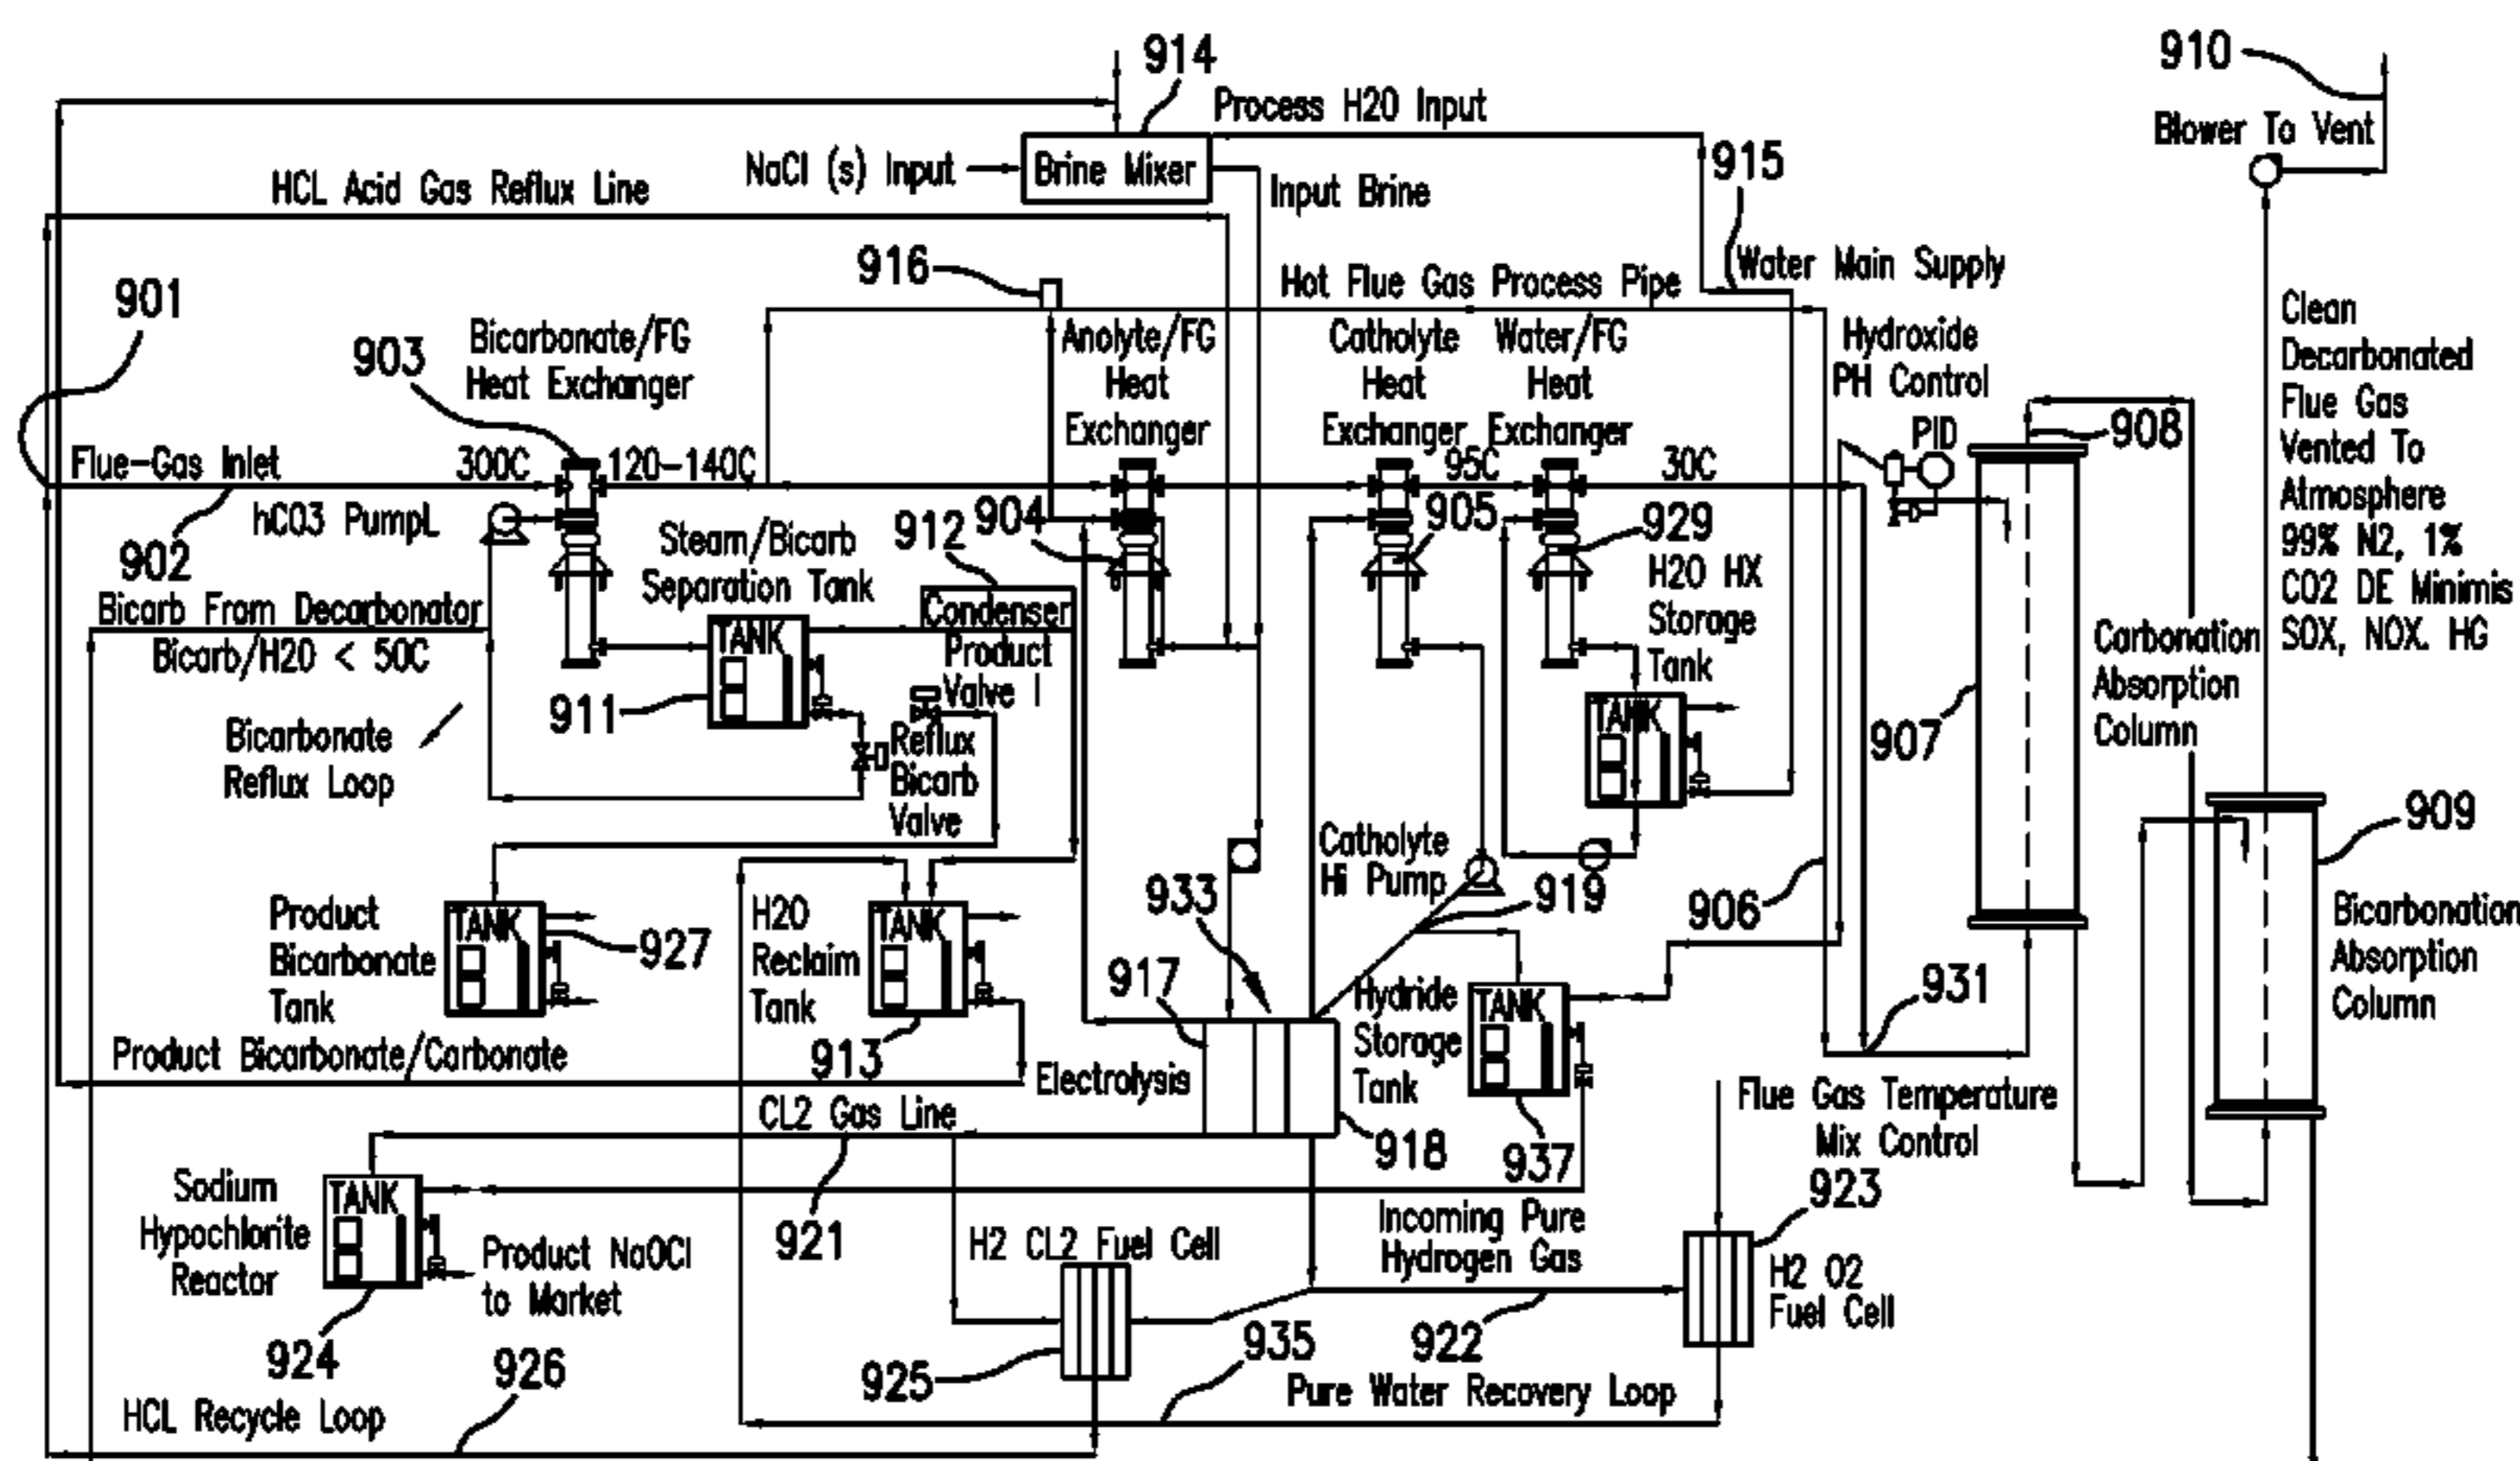 914
910
Process H2O Input
Blower To Vent
NaCl (s) Input
Brine Mixer
915
HCL Acid Gas Reflux Line
Input Brine
916
Hot Flue Gas Process Pipe
Water Main Supply
901
903
Bicarbonate/FG
Heat Exchanger
Anolyte/FG
Heat
Exchanger
Catholyte
Heat
Exchanger
Water/FG
Heat
Exchanger
Hydroxide
PH Control
PID
908
Clean
Decarbonated
Flue Gas
Vented To
Atmosphere
99% N2, 1%
CO2 DE Minimis
SOX, NOX. HG
Flue-Gas Inlet
300C
120-140C
95C
30C
902
hCO3 PumpL
912
904
905
929
Steam/Bicarb
Separation Tank
H2O HX
Storage
Tank
Bicarb From Decarbonator
Bicarb/H2O < 50C
TANK
Condenser
Product
Valve I
911
Carbonation
Absorption
Column
907
TANK
Bicarbonate
Reflux Loop
Reflux
Bicarb
Valve
909
Catholyte
Hi Pump
933
919
906
Product
Bicarbonate
Tank
TANK
927
H2O
Reclaim
Tank
TANK
917
Bicarbonation
Absorption
Column
Hydride
Storage
Tank
TANK
931
913
Product Bicarbonate/Carbonate
Electrolysis
CL2 Gas Line
918
937
Flue Gas Temperature
Mix Control
923
Sodium
Hypochlorite
Reactor
TANK
Product NaOCl
to Market
921
H2 CL2 Fuel Cell
Incoming Pure
Hydrogen Gas
H2 O2
Fuel Cell
924
926
925
935
922
Pure Water Recovery Loop
HCL Recycle Loop